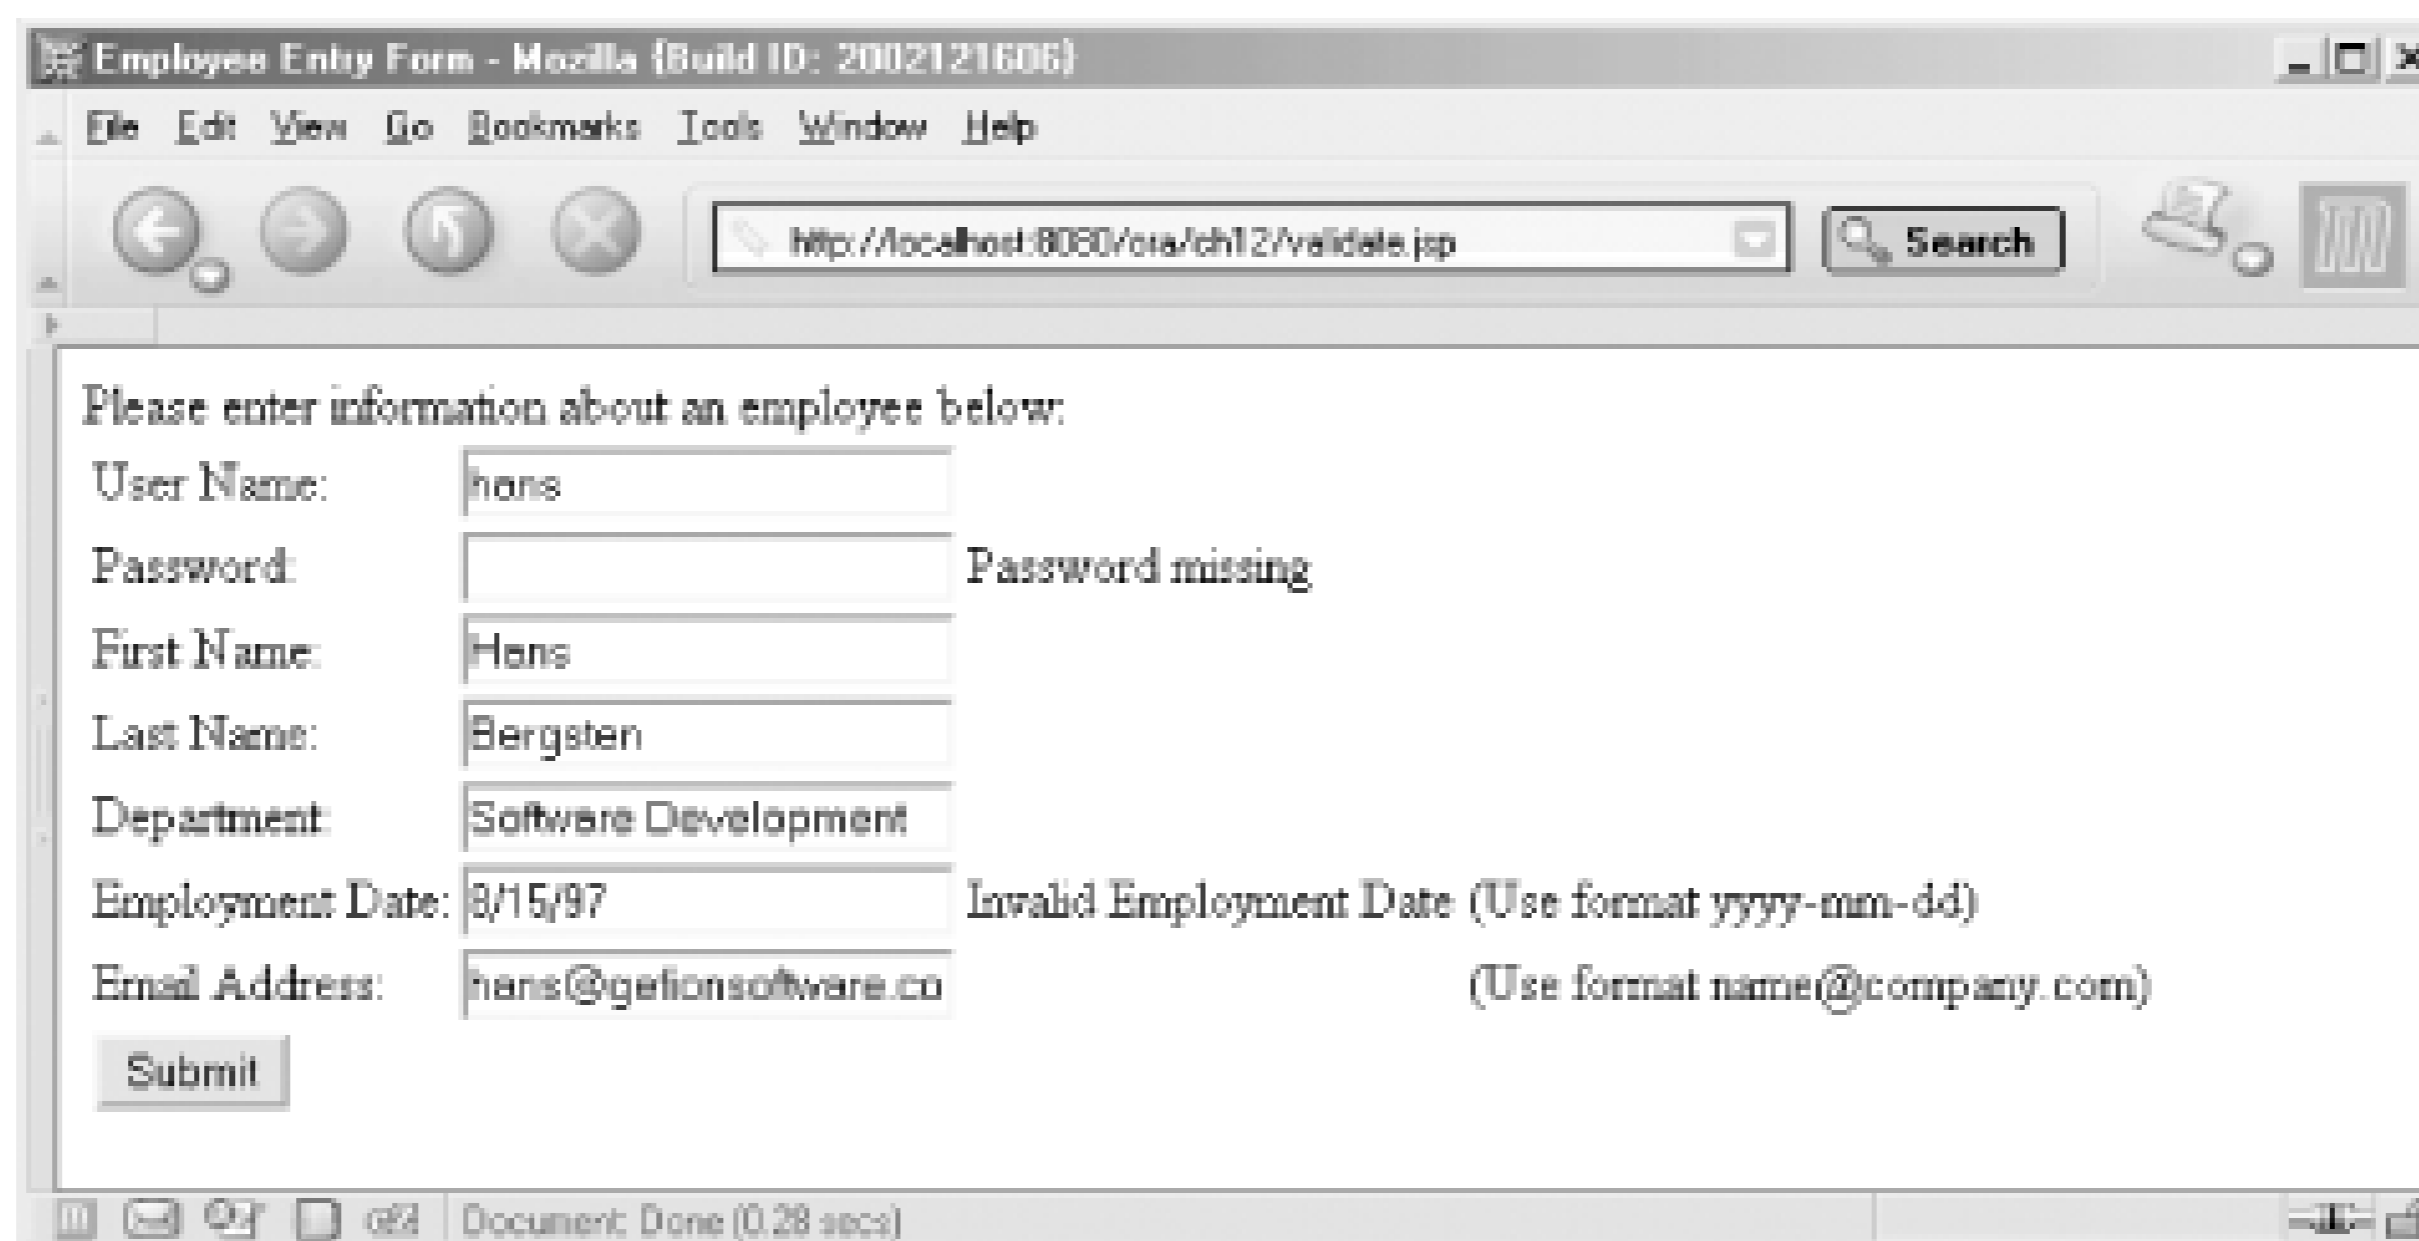 Employee Entry Form - Mozilla {Build ID: 2002121606}
File Edit View Go Bookmarks Tools Window Help
http://localhost:8080/ora/ch12/validate.jsp Search
Please enter information about an employee below:
User Name: hans
Password: Password missing
First Name: Hans
Last Name: Bergsten
Department: Software Development
Employment Date: 8/15/97 Invalid Employment Date (Use format yyyy-mm-dd)
Email Address: hans@gefionsoftware.co (Use format name@company.com)
Submit
Document: Done (0.28 secs)